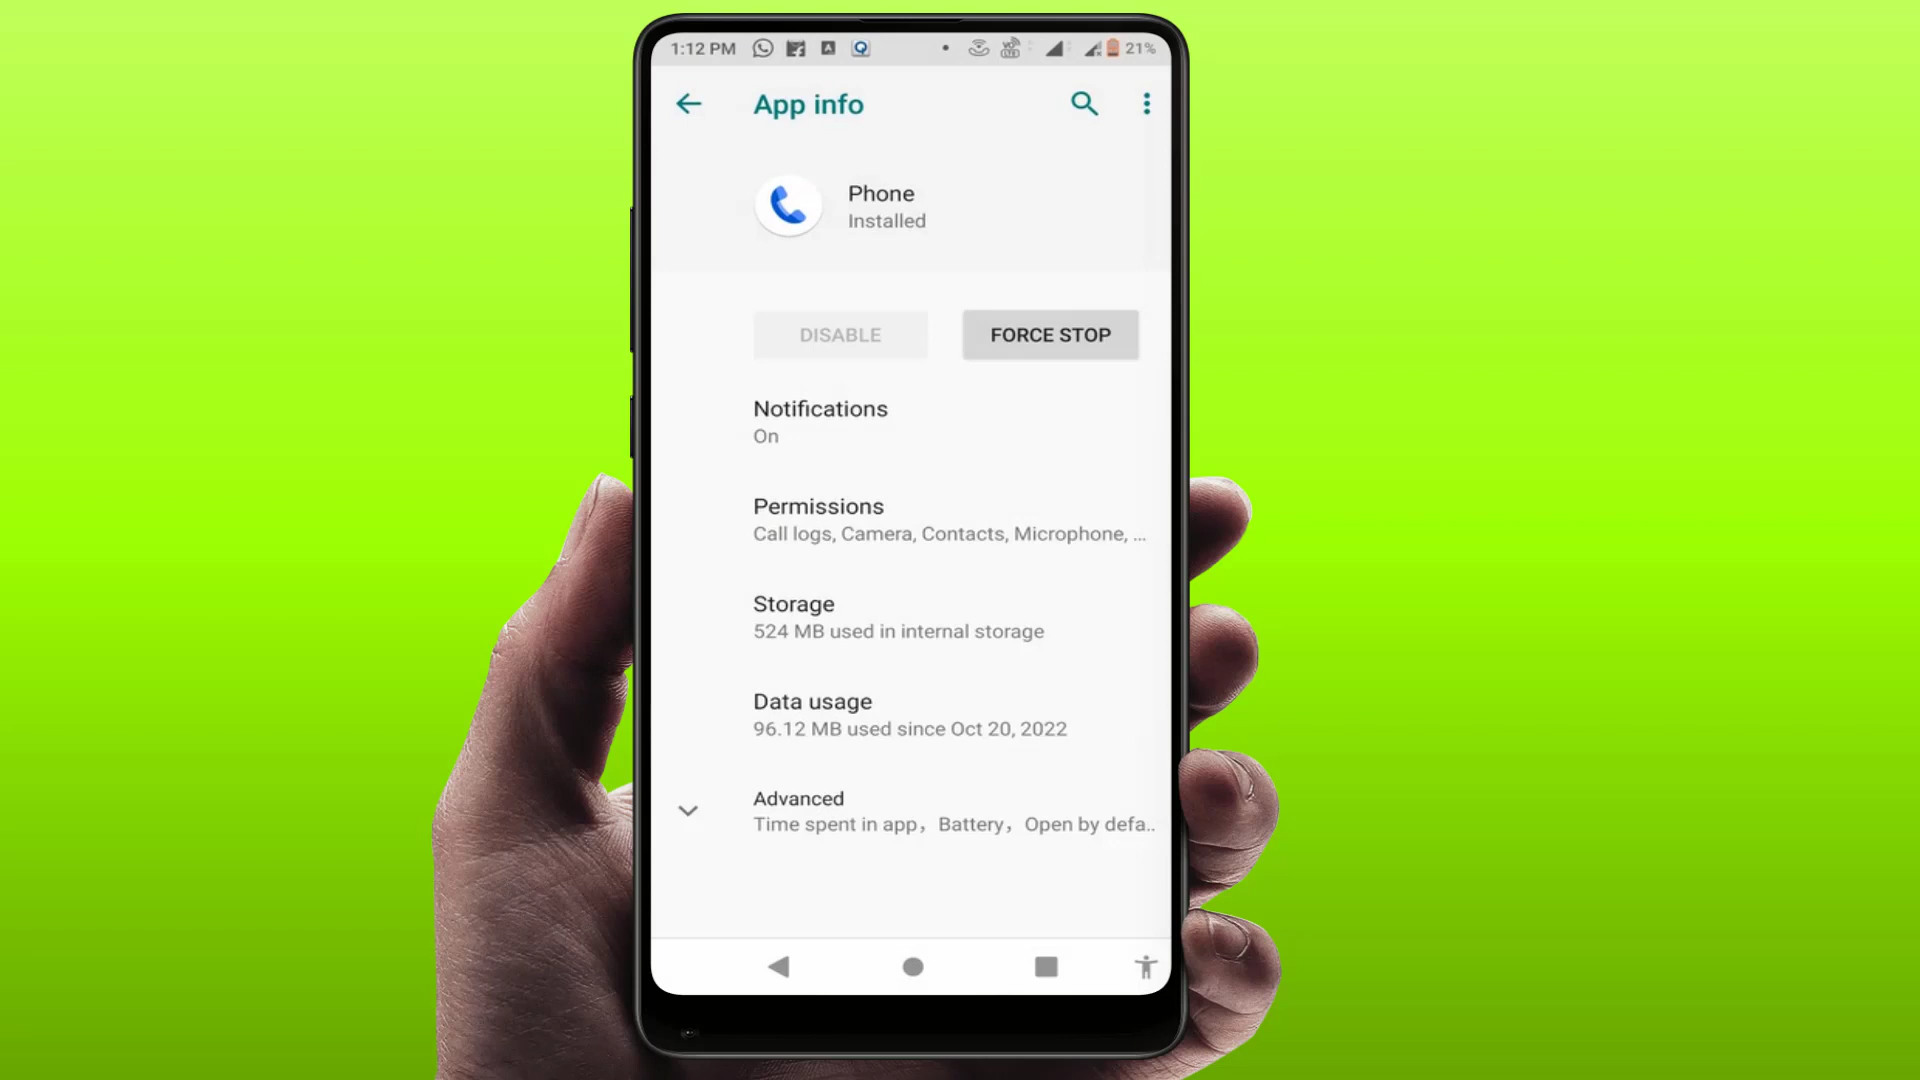 1:12 PM 21%
App info
Phone
Installed
DISABLE FORCE STOP
Notifications
On
Permissions
Call logs, Camera, Contacts, Microphone, ...
Storage
524 MB used in internal storage
Data usage
96.12 MB used since Oct 20, 2022
Advanced
Time spent in app, Battery, Open by defa..